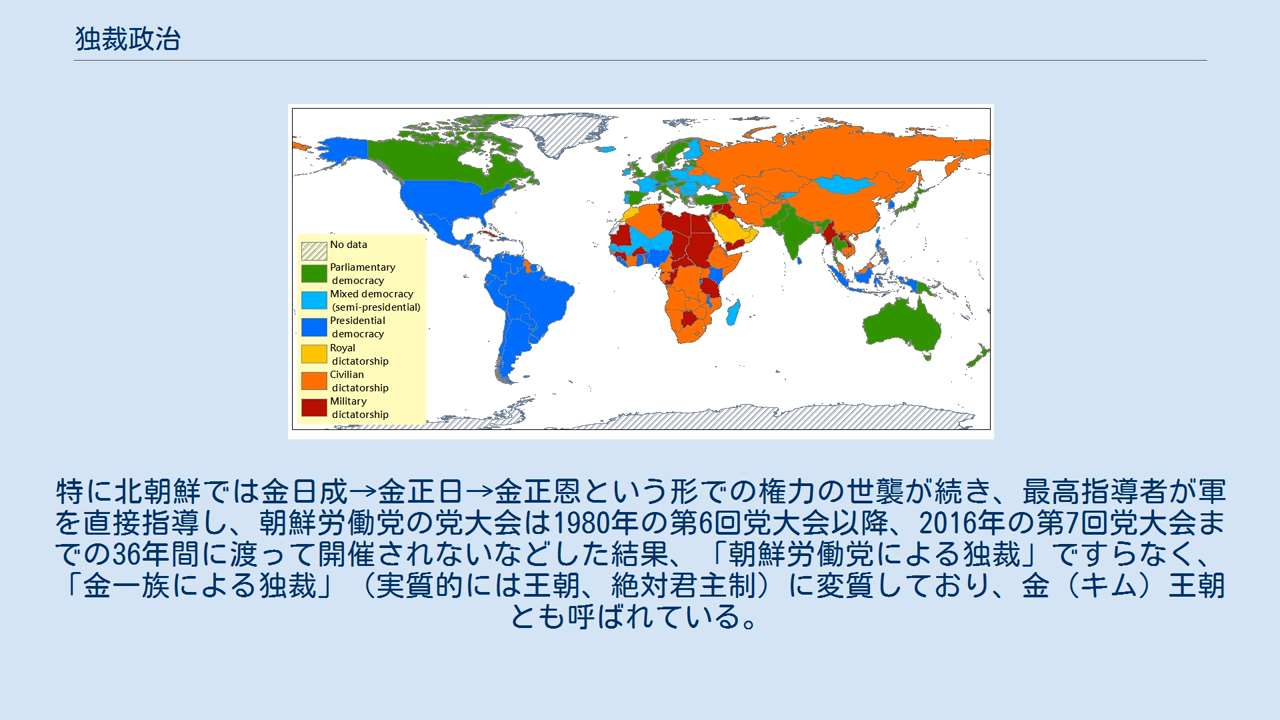 独裁政治
No data
Parliamentary
democracy
Mixed democracy
(semi-presidential)
Presidential
democracy
Royal
dictatorship
Civilian
dictatorship
Military
dictatorship
特に北朝鮮では金日成→金正日→金正恩という形での権力の世襲が続き、最高指導者が軍
を直接指導し、朝鮮労働党の党大会は1980年の第6回党大会以降、2016年の第7回党大会ま
での36年間に渡って開催されないなどした結果、「朝鮮労働党による独裁」ですらなく、
「金一族による独裁」（実質的には王朝、絶対君主制）に変質しており、金（キム）王朝
とも呼ばれている。